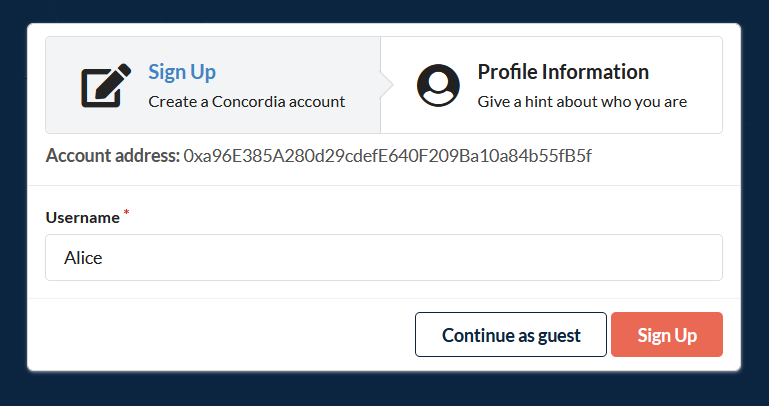 Sign Up
Create a Concordia account
Profile Information
Give a hint about who you are
Account address: 0xa96E385A280d29cdefE640F209Ba10a84b55fB5f
Username *
Alice
Continue as guest
Sign Up